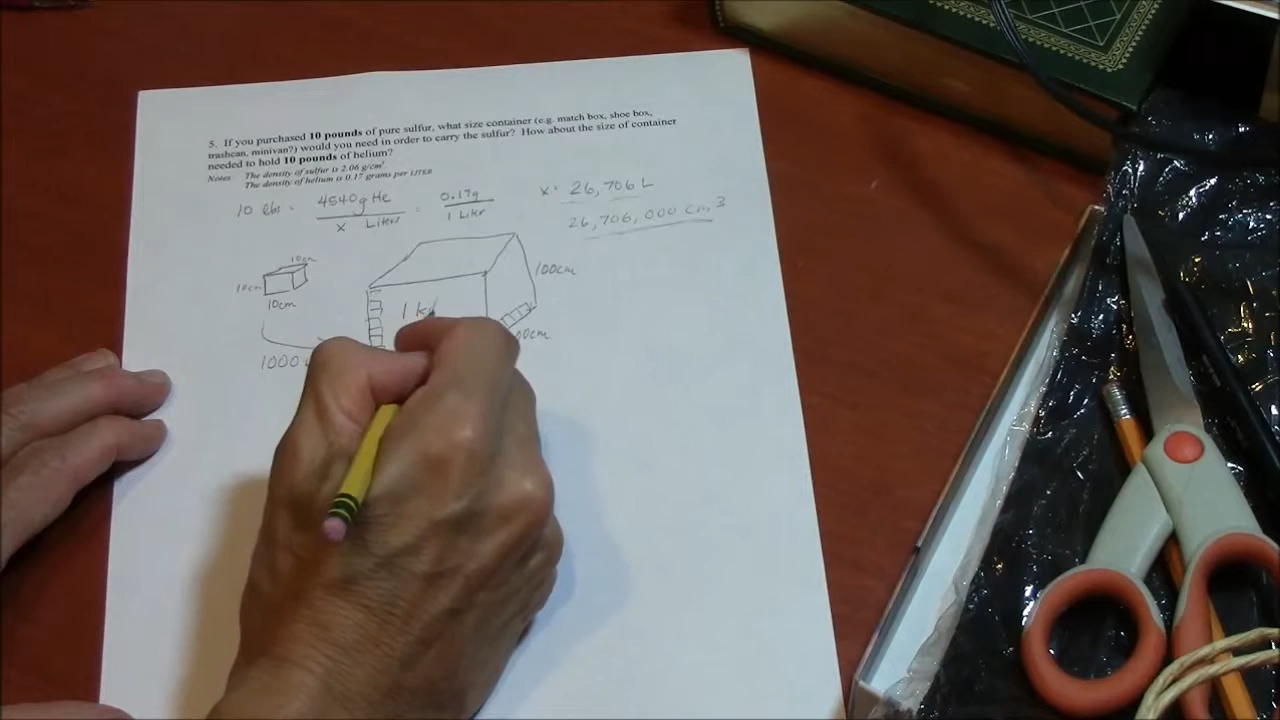 5. If you purchased 10 pounds of pure sulfur, what size container (e.g. match box, shoe box,
trashcan, minivan?) would you need in order to carry the sulfur? How about the size of container
needed to hold 10 pounds of helium?
Notes: The density of sulfur is 2.06 g/cm³.
The density of helium is 0.17 grams per LITER
10 lbs = 4540g He / x Liters = 0.17g / 1 Liter
x = 26,706 L
26,706,000 cm3
10cm
10cm
10cm
100cm
1 k
00cm
1000